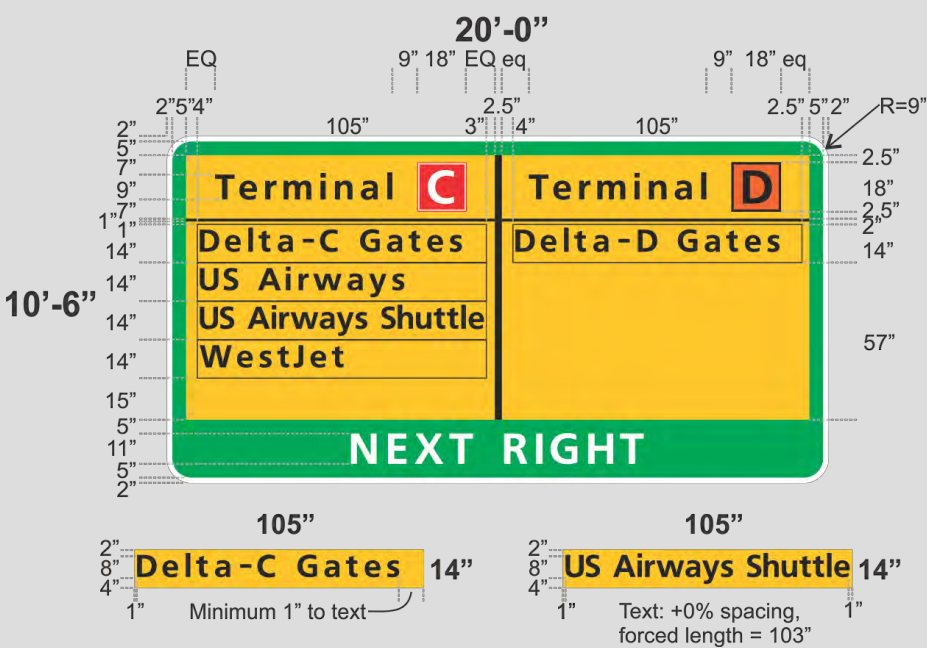 20’-0”
EQ 9” 18” EQ eq 9” 18” eq
2” 5” 4” 105” 3” 2.5” 4” 105” 2.5” 5” 2” R=9”
2”
5”
7”
9”
7”
1”
1”
14”
14”
14”
14”
15”
5”
11”
5”
2”
10’-6”
Terminal C
Delta-C Gates
US Airways
US Airways Shuttle
WestJet
Terminal D
Delta-D Gates
NEXT RIGHT
2.5”
18”
2.5”
2”
14”
57”
105”
2”
8”
4”
Delta-C Gates
14”
1”
Minimum 1” to text
105”
2”
8”
4”
US Airways Shuttle
14”
1” 1”
Text: +0% spacing,
forced length = 103”